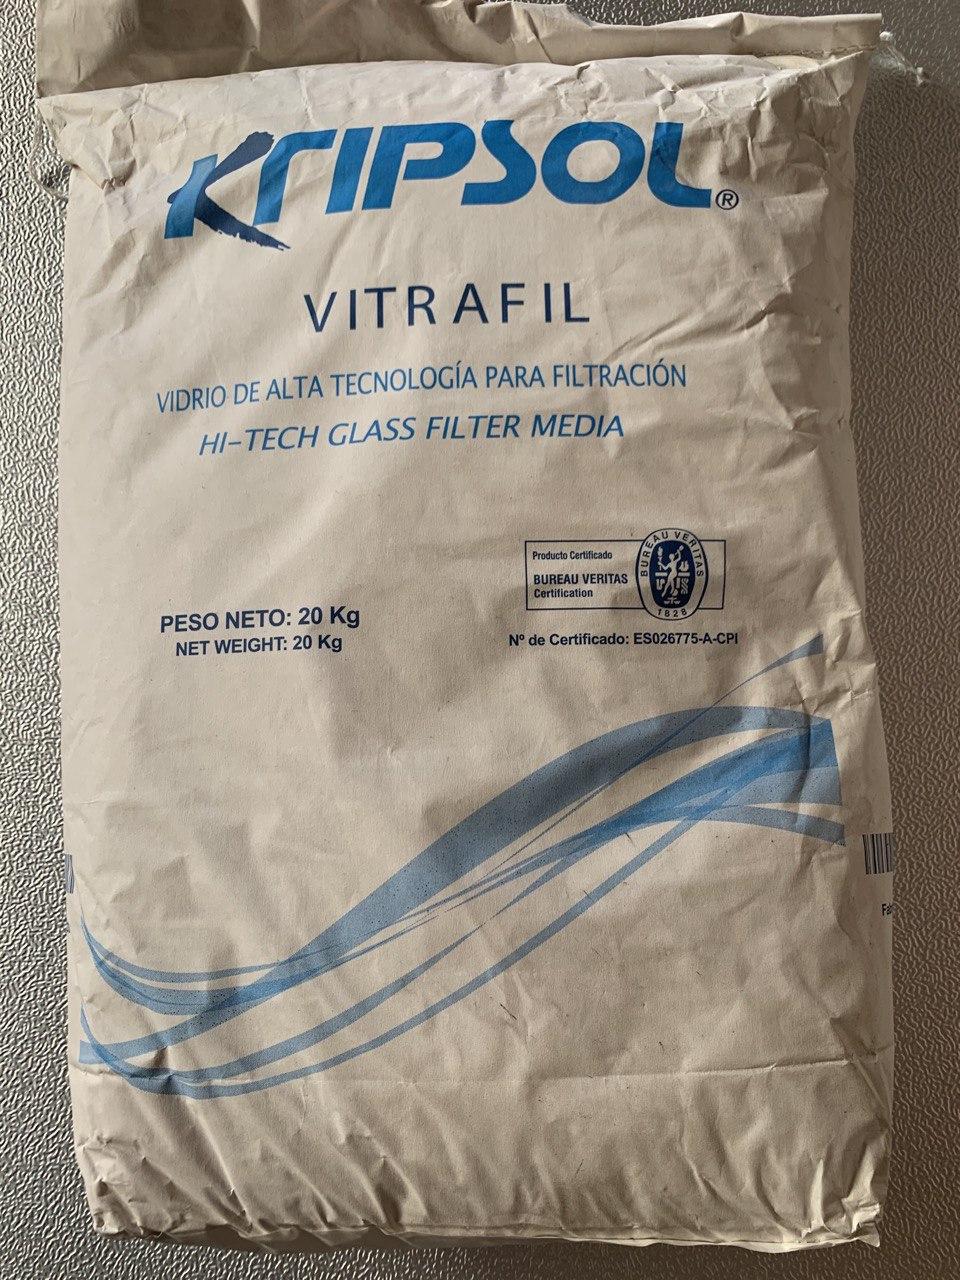 KRIPSOL®
VITRAFIL
VIDRIO DE ALTA TECNOLOGÍA PARA FILTRACIÓN
HI-TECH GLASS FILTER MEDIA
Producto Certificado
BUREAU VERITAS
Certification
BUREAU VERITAS
1828
Nº de Certificado: ES026775-A-CPI
PESO NETO: 20 Kg
NET WEIGHT: 20 Kg